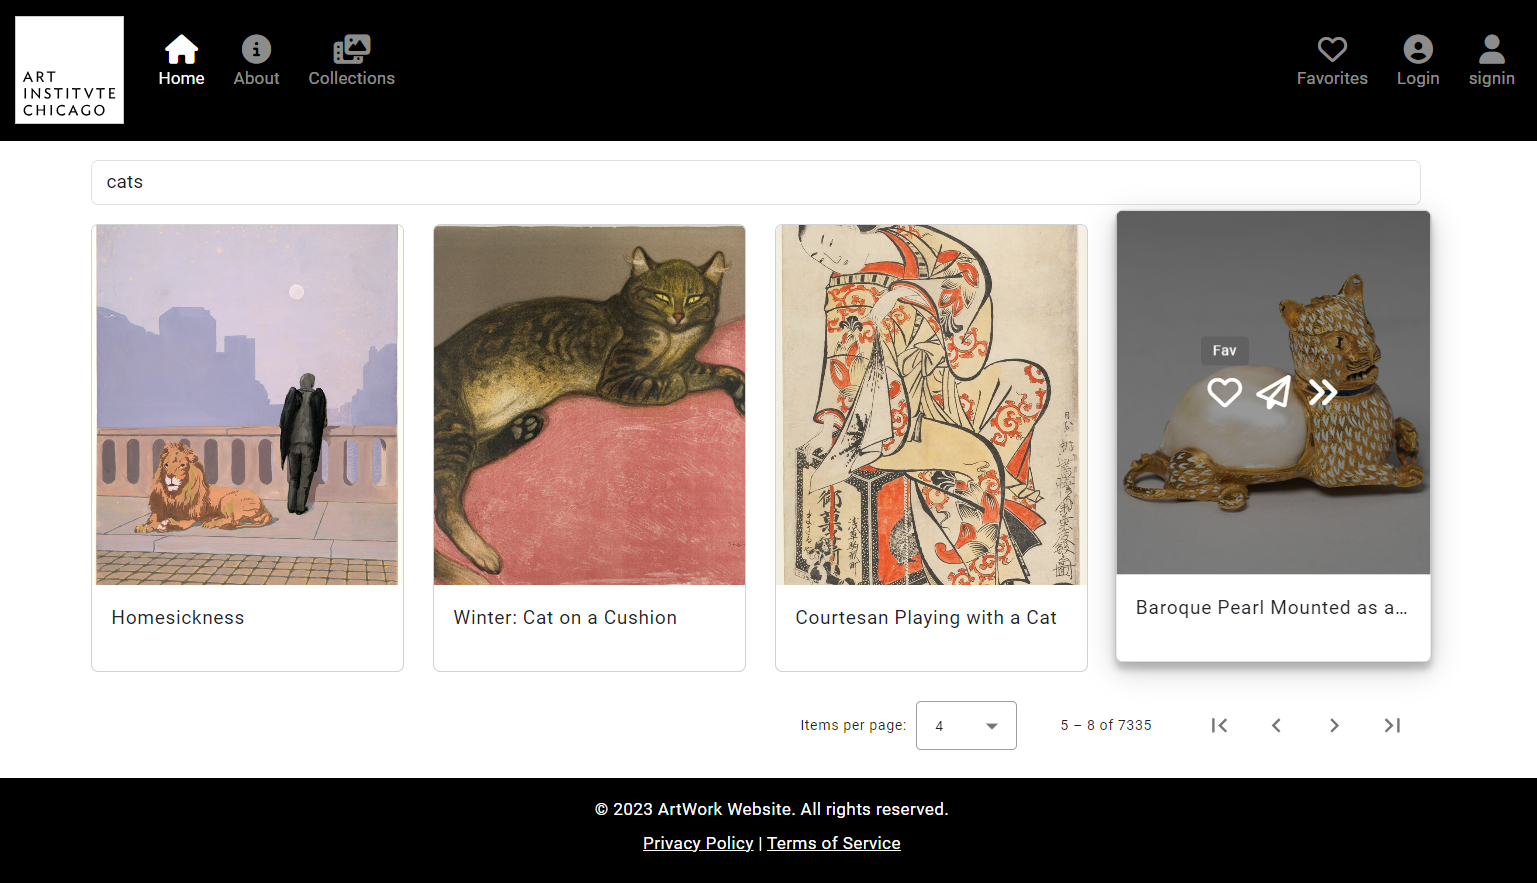 ART
INSTITVTE
CHICAGO
Home
About
Collections
Favorites
Login
signin
cats
Fav
御菓
Homesickness
Winter: Cat on a Cushion
Courtesan Playing with a Cat
Baroque Pearl Mounted as a...
Items per page:
4
5 – 8 of 7335
© 2023 ArtWork Website. All rights reserved.
Privacy Policy | Terms of Service